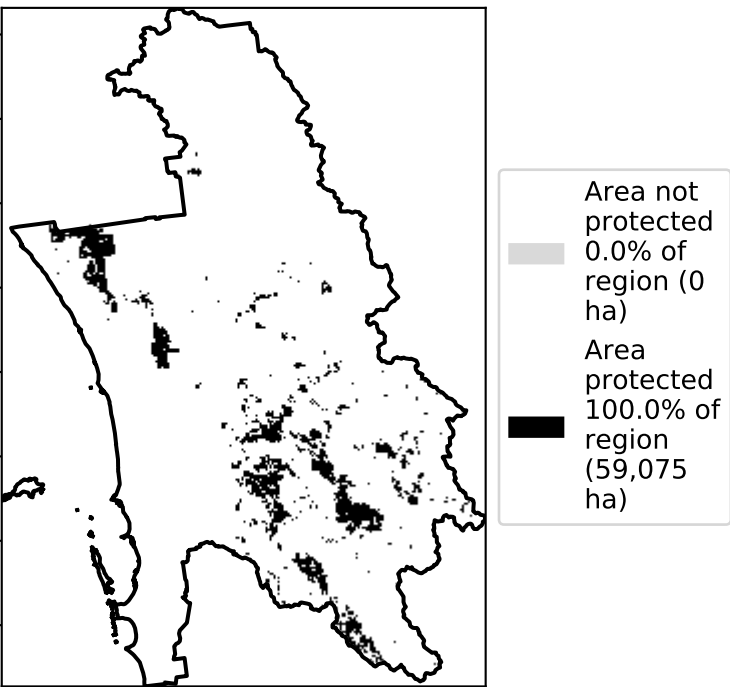 Area not
protected
0.0% of
region (0
ha)
Area
protected
100.0% of
region
(59,075
ha)